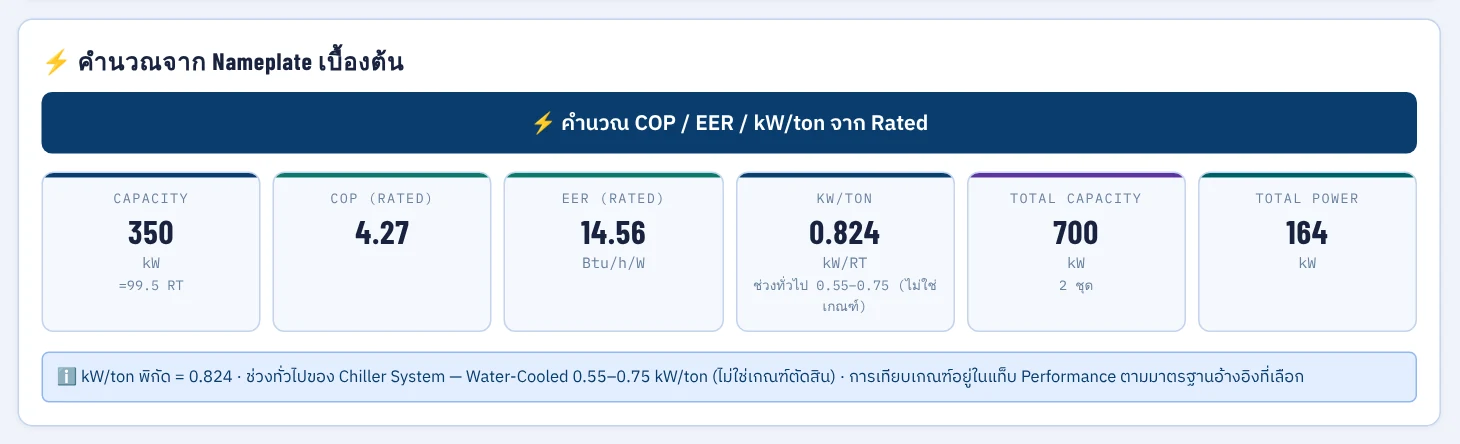 ⚡ คำนวณจาก Nameplate เบื้องต้น
⚡ คำนวณ COP / EER / kW/ton จาก Rated
CAPACITY
350
kW
=99.5 RT
COP (RATED)
4.27
EER (RATED)
14.56
Btu/h/W
KW/TON
0.824
kW/RT
ช่วงทั่วไป 0.55–0.75 (ไม่ใช่
เกณฑ์)
TOTAL CAPACITY
700
kW
2 ชุด
TOTAL POWER
164
kW
ℹ️ kW/ton พิกัด = 0.824 · ช่วงทั่วไปของ Chiller System — Water-Cooled 0.55–0.75 kW/ton (ไม่ใช่เกณฑ์ตัดสิน) · การเทียบเกณฑ์อยู่ในแท็บ Performance ตามมาตรฐานอ้างอิงที่เลือก